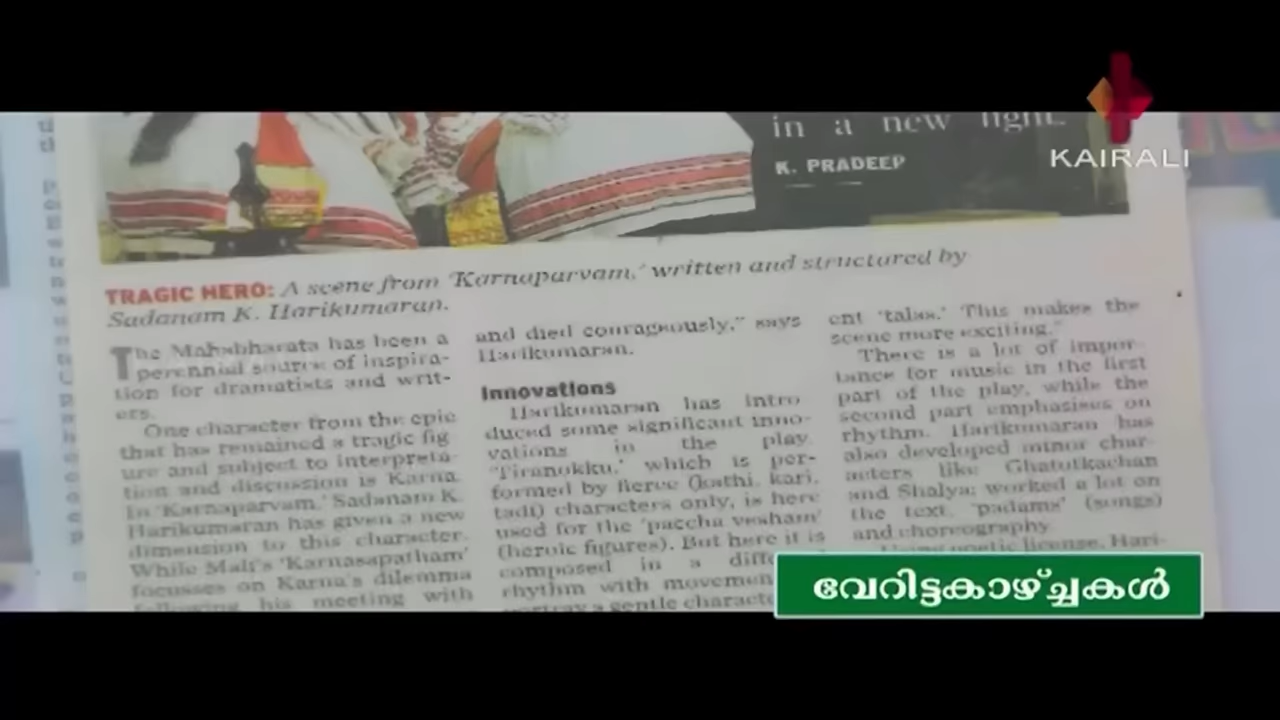 KAIRALI
in a new light.
K. PRADEEP
TRAGIC HERO: A scene from 'Karnaparvam,' written and structured by
Sadanam K. Harikumaran.
The Mahabharata has been a
perennial source of inspira-
tion for dramatists and writ-
ers.
One character from the epic
that has remained a tragic fig
ure and subject to interpreta-
tion and discussion is Karna.
In 'Karnaparvam,' Sadanam K.
Harikumaran has given a new
dimension to this character.
While Mali's 'Karnasapatham'
focusses on Karna's dilemma
following his meeting with
and died courageously," says
Harikumaran.
Innovations
Harikumaran has intro
duced some significant inno-
vations in the play.
"Tiranokku,' which is per-
formed by fierce (kathi, kari,
tadi) characters only, is here
used for the 'paccha vesham'
(heroic figures). But here it is
composed in a
rhythm with
a gentle
ent 'talas.' This makes the
scene more exciting."
There is a lot of impor-
tance for music in the first
part of the play, while the
second part emphasises on
rhythm. Harikumaran has
also developed minor char-
acters like Ghatotkachan
and Shalya; worked a lot on
the text, 'padams' (songs)
and choreography.
Using poetic license, Hari-
വേറിട്ടകാഴ്ച്ചകൾ